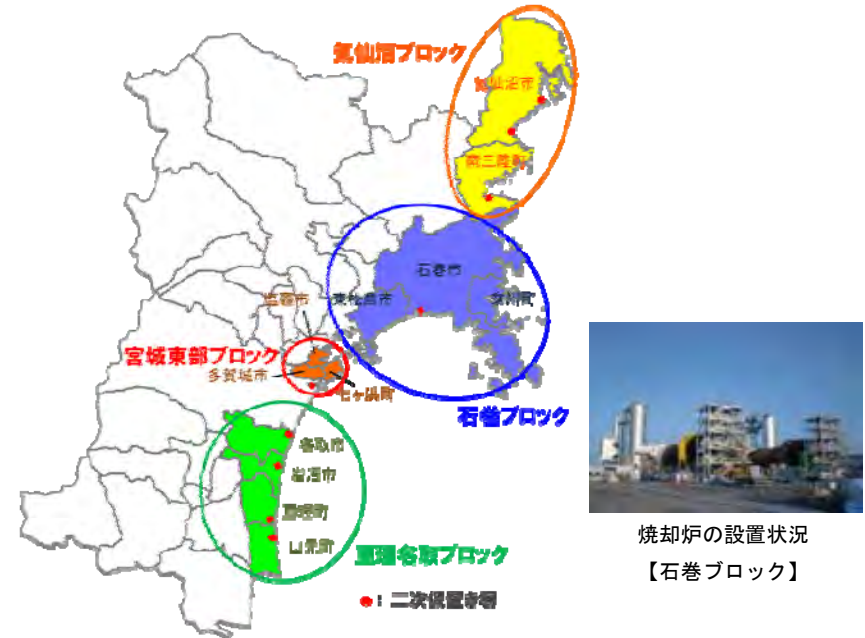 気仙沼ブロック
気仙沼市
南三陸町
石巻市
東松島市
女川町
塩竈市
宮城東部ブロック
多賀城市
七ヶ浜町
石巻ブロック
名取市
岩沼市
亘理町
山元町
亘理名取ブロック
●：二次仮置き場
焼却炉の設置状況
【石巻ブロック】